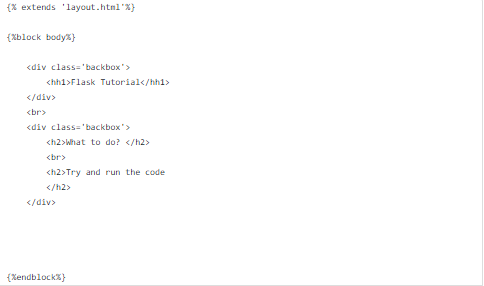 {% extends 'layout.html'%}
{%block body%}
<div class='backbox'>
<hh1>Flask Tutorial</hh1>
</div>
<br>
<div class='backbox'>
<h2>What to do? </h2>
<br>
<h2>Try and run the code
</h2>
</div>
{%endblock%}